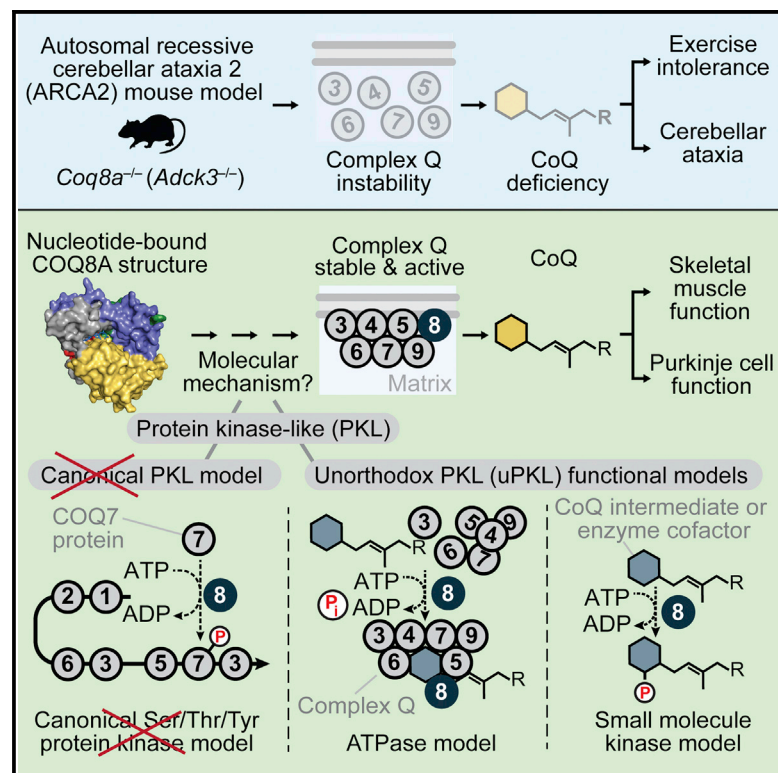 Autosomal recessive
cerebellar ataxia 2
(ARCA2) mouse model
Coq8a–/– (Adck3–/–)
3 4 5
6 7 9
Complex Q
instability
R
CoQ
deficiency
Exercise
intolerance
Cerebellar
ataxia
Nucleotide-bound
COQ8A structure
Molecular
mechanism?
Complex Q
stable & active
3 4 5 8
6 7 9
Matrix
CoQ
R
Skeletal
muscle
function
Purkinje cell
function
Protein kinase-like (PKL)
Canonical PKL model
Unorthodox PKL (uPKL) functional models
COQ7
protein
7
ATP
ADP
8
P
2 1
6 3 5 7 3
Canonical Ser/Thr/Tyr
protein kinase model
R
3 5 9
4
6 7
ATP
Pi ADP
8
3 4 7 9
6 5
8
R
Complex Q
ATPase model
CoQ intermediate or
enzyme cofactor
R
ATP
ADP
8
R
P
Small molecule
kinase model